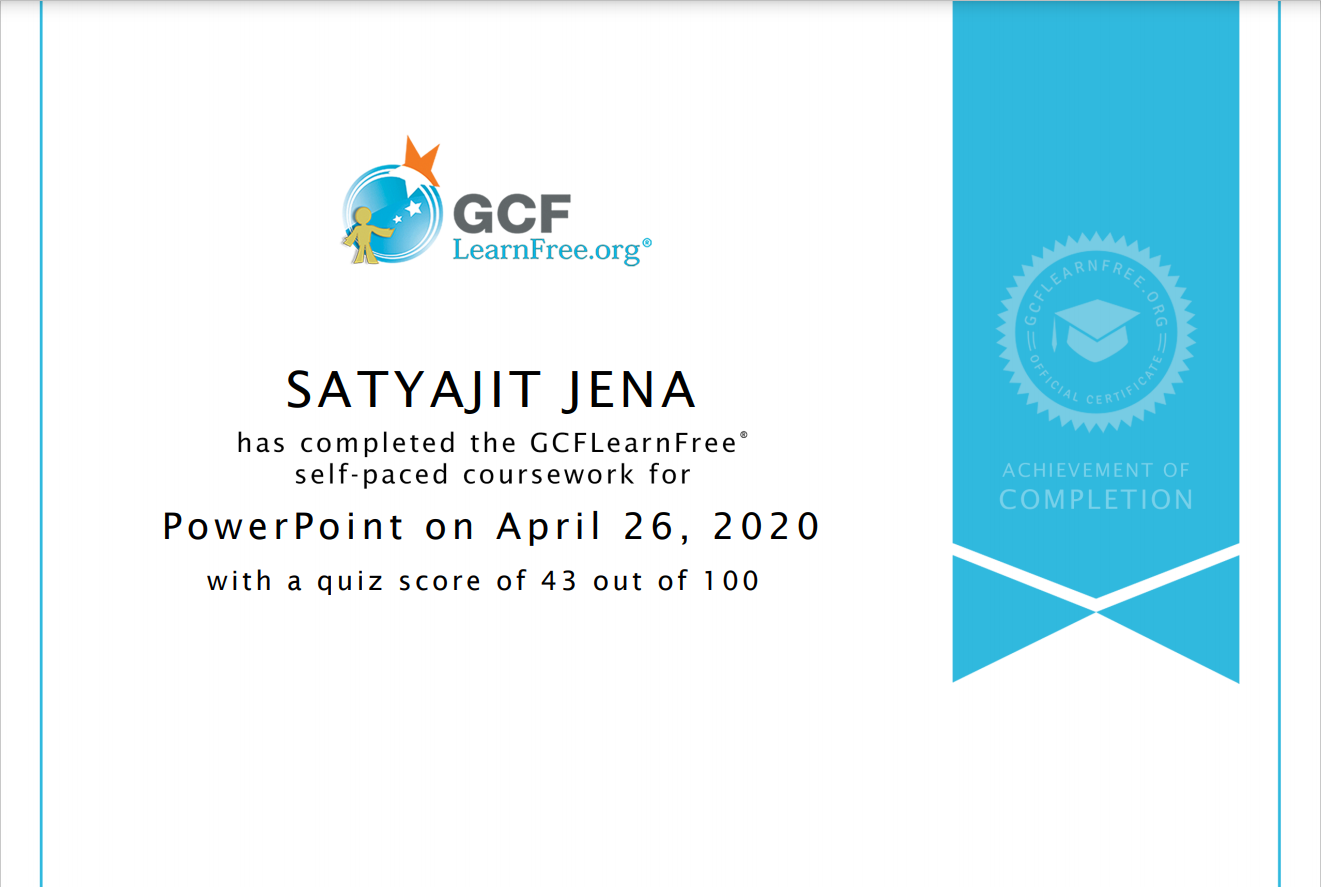 GCF
LearnFree.org®
SATYAJIT JENA
has completed the GCFLearnFree®
self-paced coursework for
PowerPoint on April 26, 2020
with a quiz score of 43 out of 100
GCFLEARNFREE.ORG
OFFICIAL CERTIFICATE
ACHIEVEMENT OF
COMPLETION